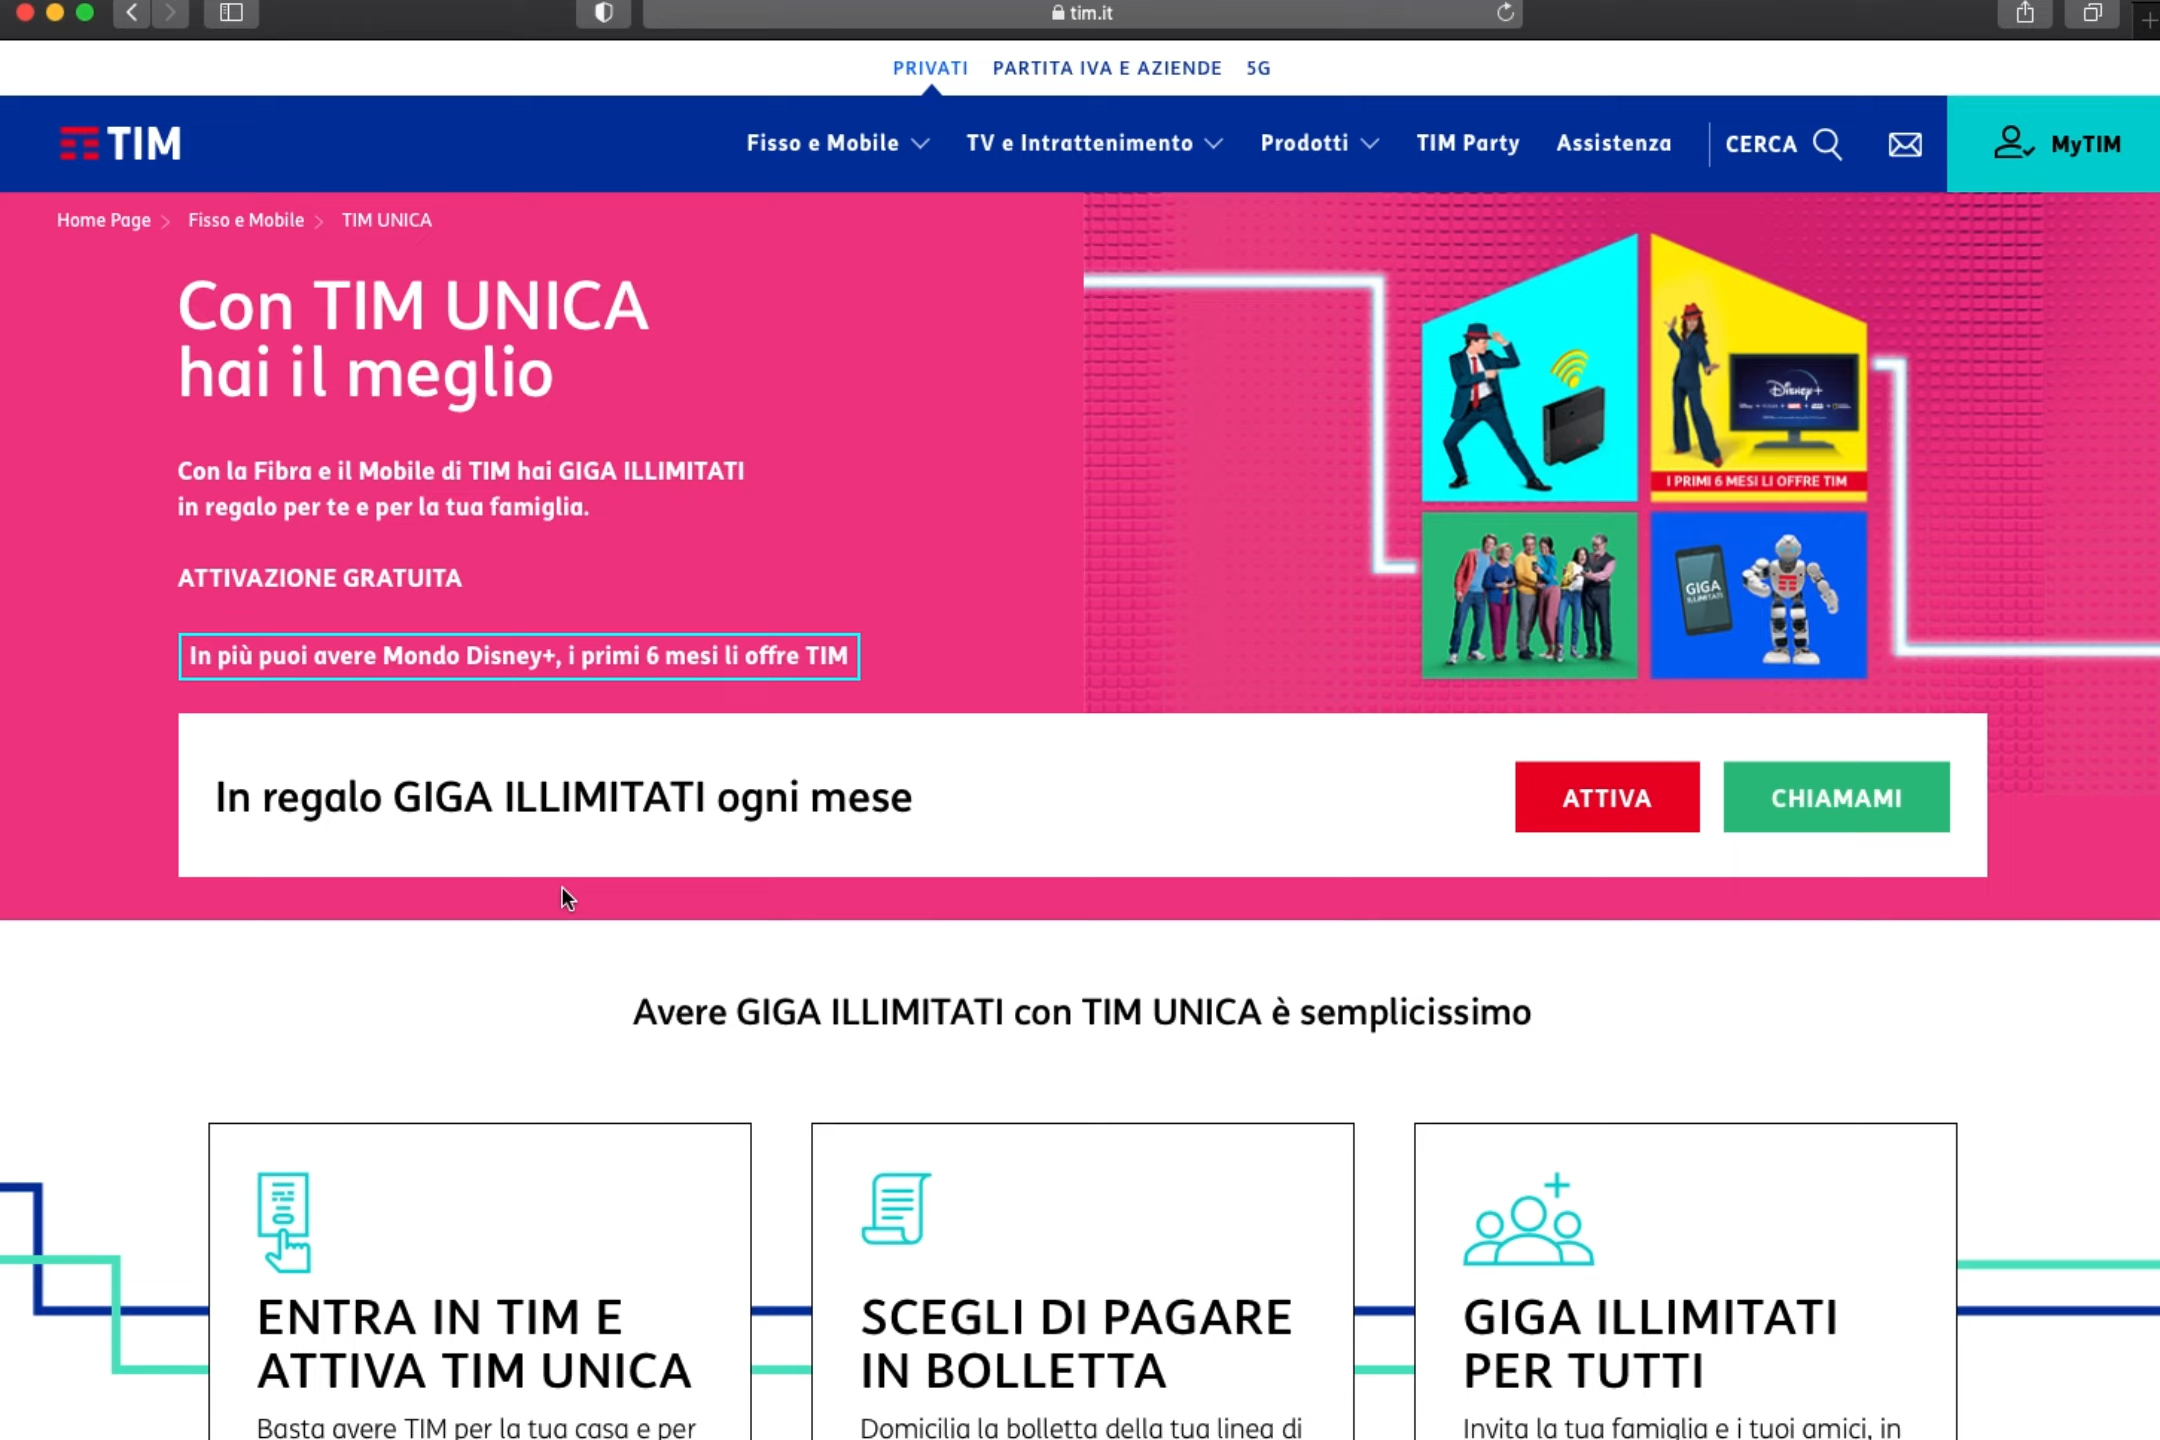 tim.it
PRIVATI PARTITA IVA E AZIENDE 5G
TIM Fisso e Mobile TV e Intrattenimento Prodotti TIM Party Assistenza CERCA MyTIM
Home Page Fisso e Mobile TIM UNICA
Con TIM UNICA
hai il meglio
Con la Fibra e il Mobile di TIM hai GIGA ILLIMITATI
in regalo per te e per la tua famiglia.
ATTIVAZIONE GRATUITA
In più puoi avere Mondo Disney+, i primi 6 mesi li offre TIM
Disney+
I PRIMI 6 MESI LI OFFRE TIM
GIGA
ILLIMITATI
In regalo GIGA ILLIMITATI ogni mese
ATTIVA CHIAMAMI
Avere GIGA ILLIMITATI con TIM UNICA è semplicissimo
ENTRA IN TIM E
ATTIVA TIM UNICA
Basta avere TIM per la tua casa e per
SCEGLI DI PAGARE
IN BOLLETTA
Domicilia la bolletta della tua linea di
GIGA ILLIMITATI
PER TUTTI
Invita la tua famiglia e i tuoi amici, in